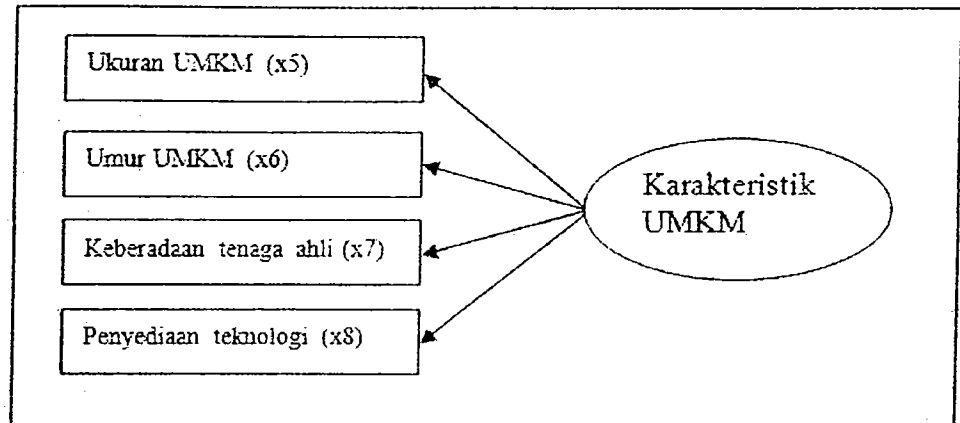 Ukuran UMKM (x5)
Umur UMKM (x6)
Keberadaan tenaga ahli (x7)
Penyediaan teknologi (x8)
Karakteristik
UMKM